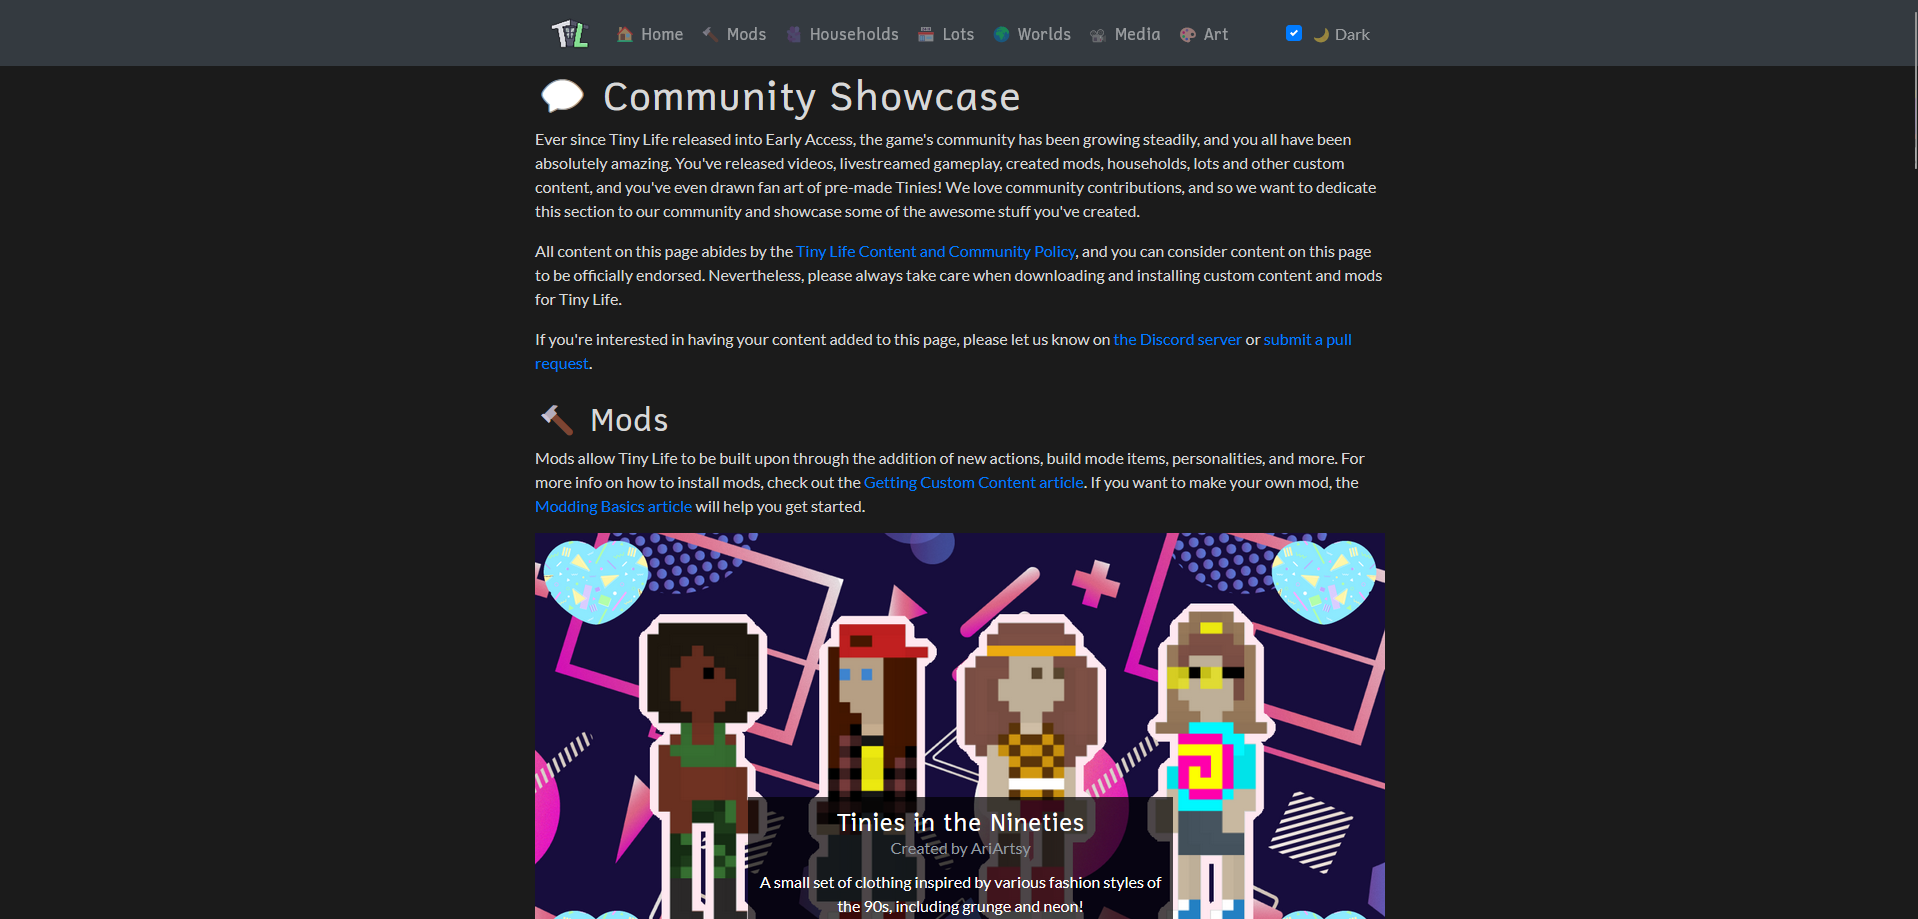 TL Home Mods Households Lots Worlds Media Art Dark
Community Showcase
Ever since Tiny Life released into Early Access, the game's community has been growing steadily, and you all have been
absolutely amazing. You've released videos, livestreamed gameplay, created mods, households, lots and other custom
content, and you've even drawn fan art of pre-made Tinies! We love community contributions, and so we want to dedicate
this section to our community and showcase some of the awesome stuff you've created.
All content on this page abides by the Tiny Life Content and Community Policy, and you can consider content on this page
to be officially endorsed. Nevertheless, please always take care when downloading and installing custom content and mods
for Tiny Life.
If you're interested in having your content added to this page, please let us know on the Discord server or submit a pull
request.
Mods
Mods allow Tiny Life to be built upon through the addition of new actions, build mode items, personalities, and more. For
more info on how to install mods, check out the Getting Custom Content article. If you want to make your own mod, the
Modding Basics article will help you get started.
Tinies in the Nineties
Created by AriArtsy
A small set of clothing inspired by various fashion styles of
the 90s, including grunge and neon!